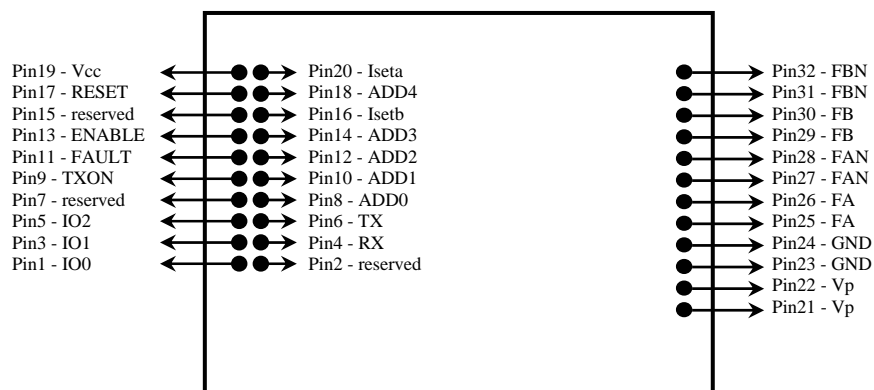 Pin19 - Vcc
Pin17 - RESET
Pin15 - reserved
Pin13 - ENABLE
Pin11 - FAULT
Pin9 - TXON
Pin7 - reserved
Pin5 - IO2
Pin3 - IO1
Pin1 - IO0
Pin20 - Iseta
Pin18 - ADD4
Pin16 - Isetb
Pin14 - ADD3
Pin12 - ADD2
Pin10 - ADD1
Pin8 - ADD0
Pin6 - TX
Pin4 - RX
Pin2 - reserved
Pin32 - FBN
Pin31 - FBN
Pin30 - FB
Pin29 - FB
Pin28 - FAN
Pin27 - FAN
Pin26 - FA
Pin25 - FA
Pin24 - GND
Pin23 - GND
Pin22 - Vp
Pin21 - Vp